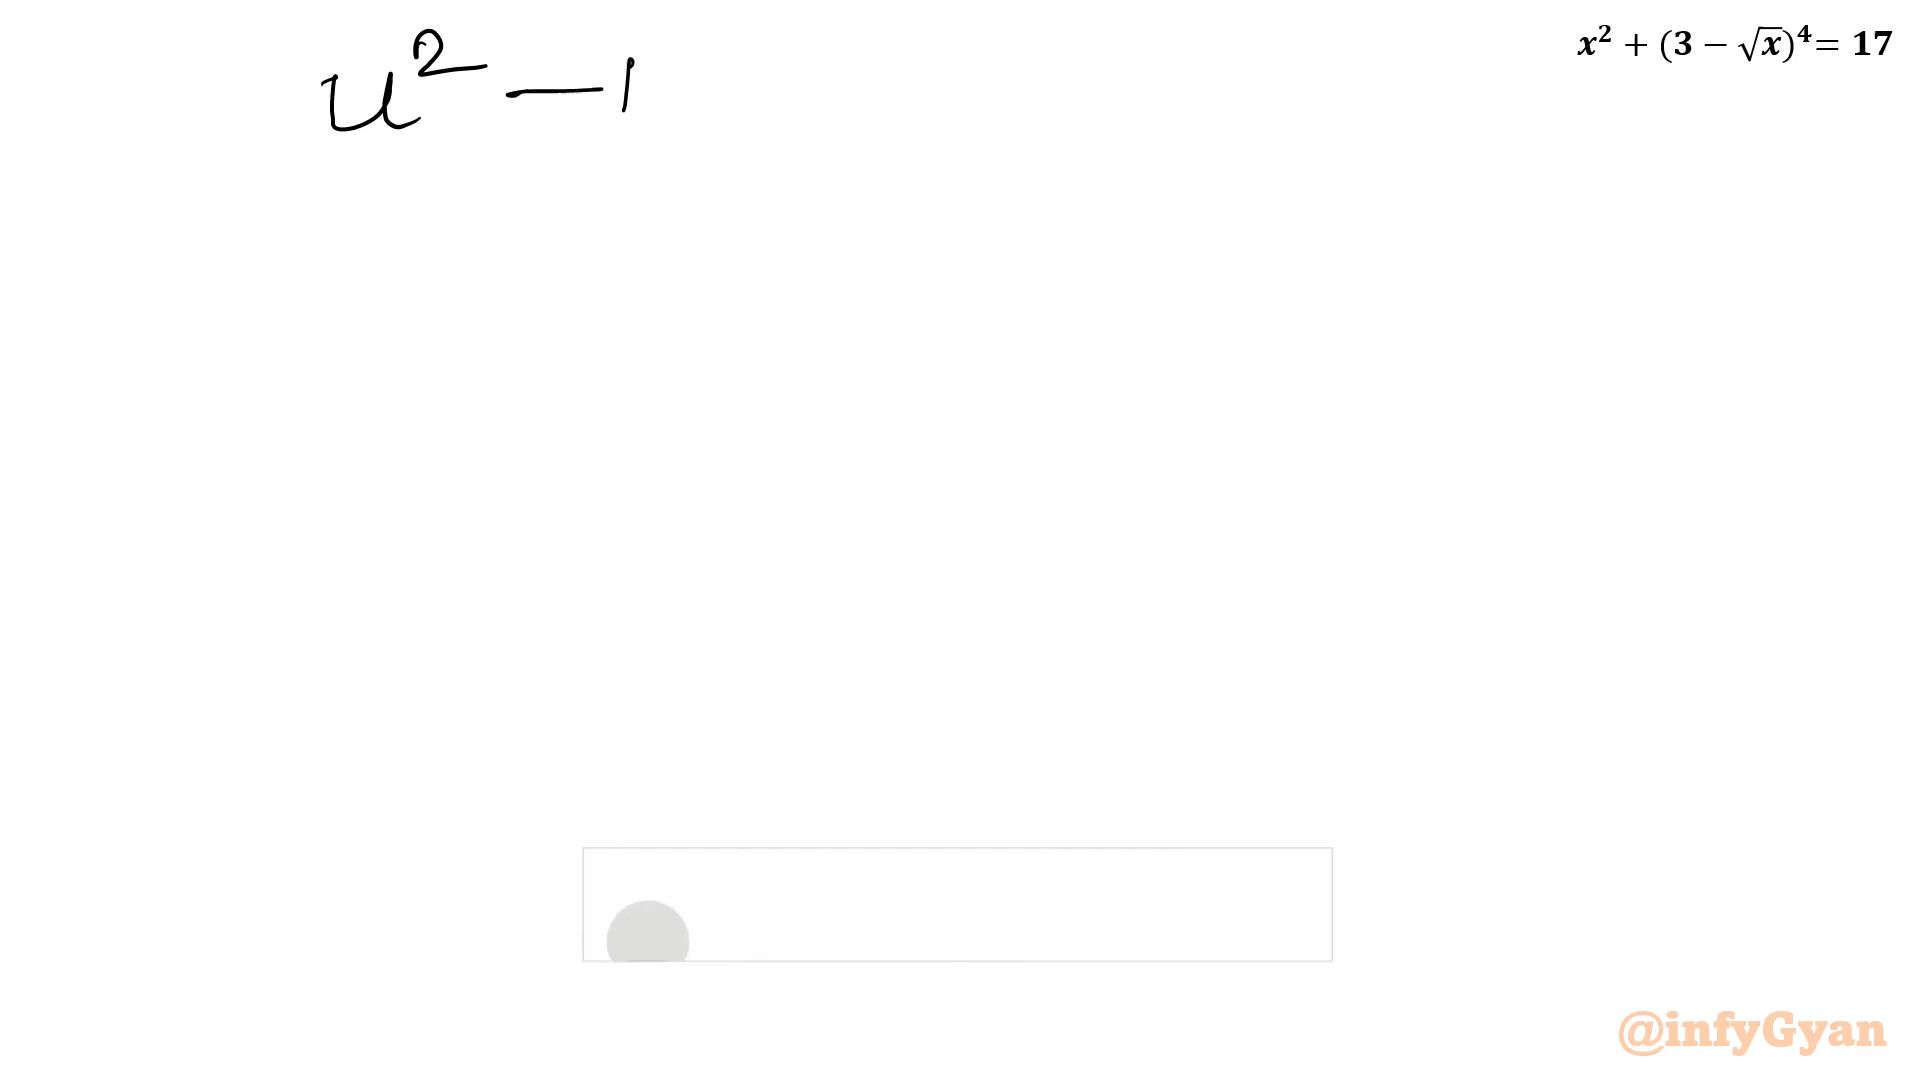 x² + (3 − √x)⁴= 17
u² − 1
@infyGyan